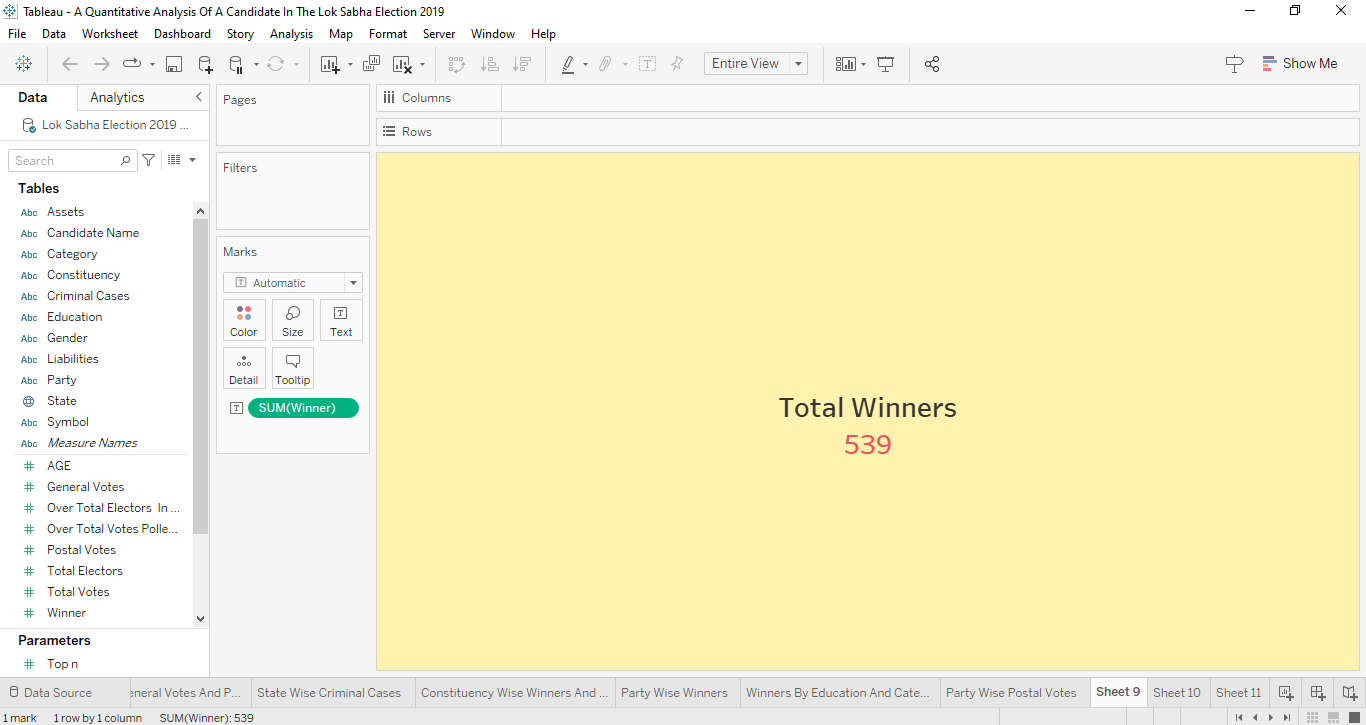 Tableau - A Quantitative Analysis Of A Candidate In The Lok Sabha Election 2019
File Data Worksheet Dashboard Story Analysis Map Format Server Window Help
Entire View
Show Me
Data
Analytics
Lok Sabha Election 2019 ...
Search
Tables
Abc Assets
Abc Candidate Name
Abc Category
Abc Constituency
Abc Criminal Cases
Abc Education
Abc Gender
Abc Liabilities
Abc Party
State
Abc Symbol
Abc Measure Names
# AGE
# General Votes
# Over Total Electors In ...
# Over Total Votes Polle...
# Postal Votes
# Total Electors
# Total Votes
# Winner
Parameters
# Top n
Pages
Filters
Marks
T Automatic
Color
Size
T
Text
Detail
Tooltip
T SUM(Winner)
Columns
Rows
Total Winners
539
Data Source
eneral Votes And P...
State Wise Criminal Cases
Constituency Wise Winners And ...
Party Wise Winners
Winners By Education And Cate...
Party Wise Postal Votes
Sheet 9
Sheet 10
Sheet 11
1 mark 1 row by 1 column SUM(Winner): 539